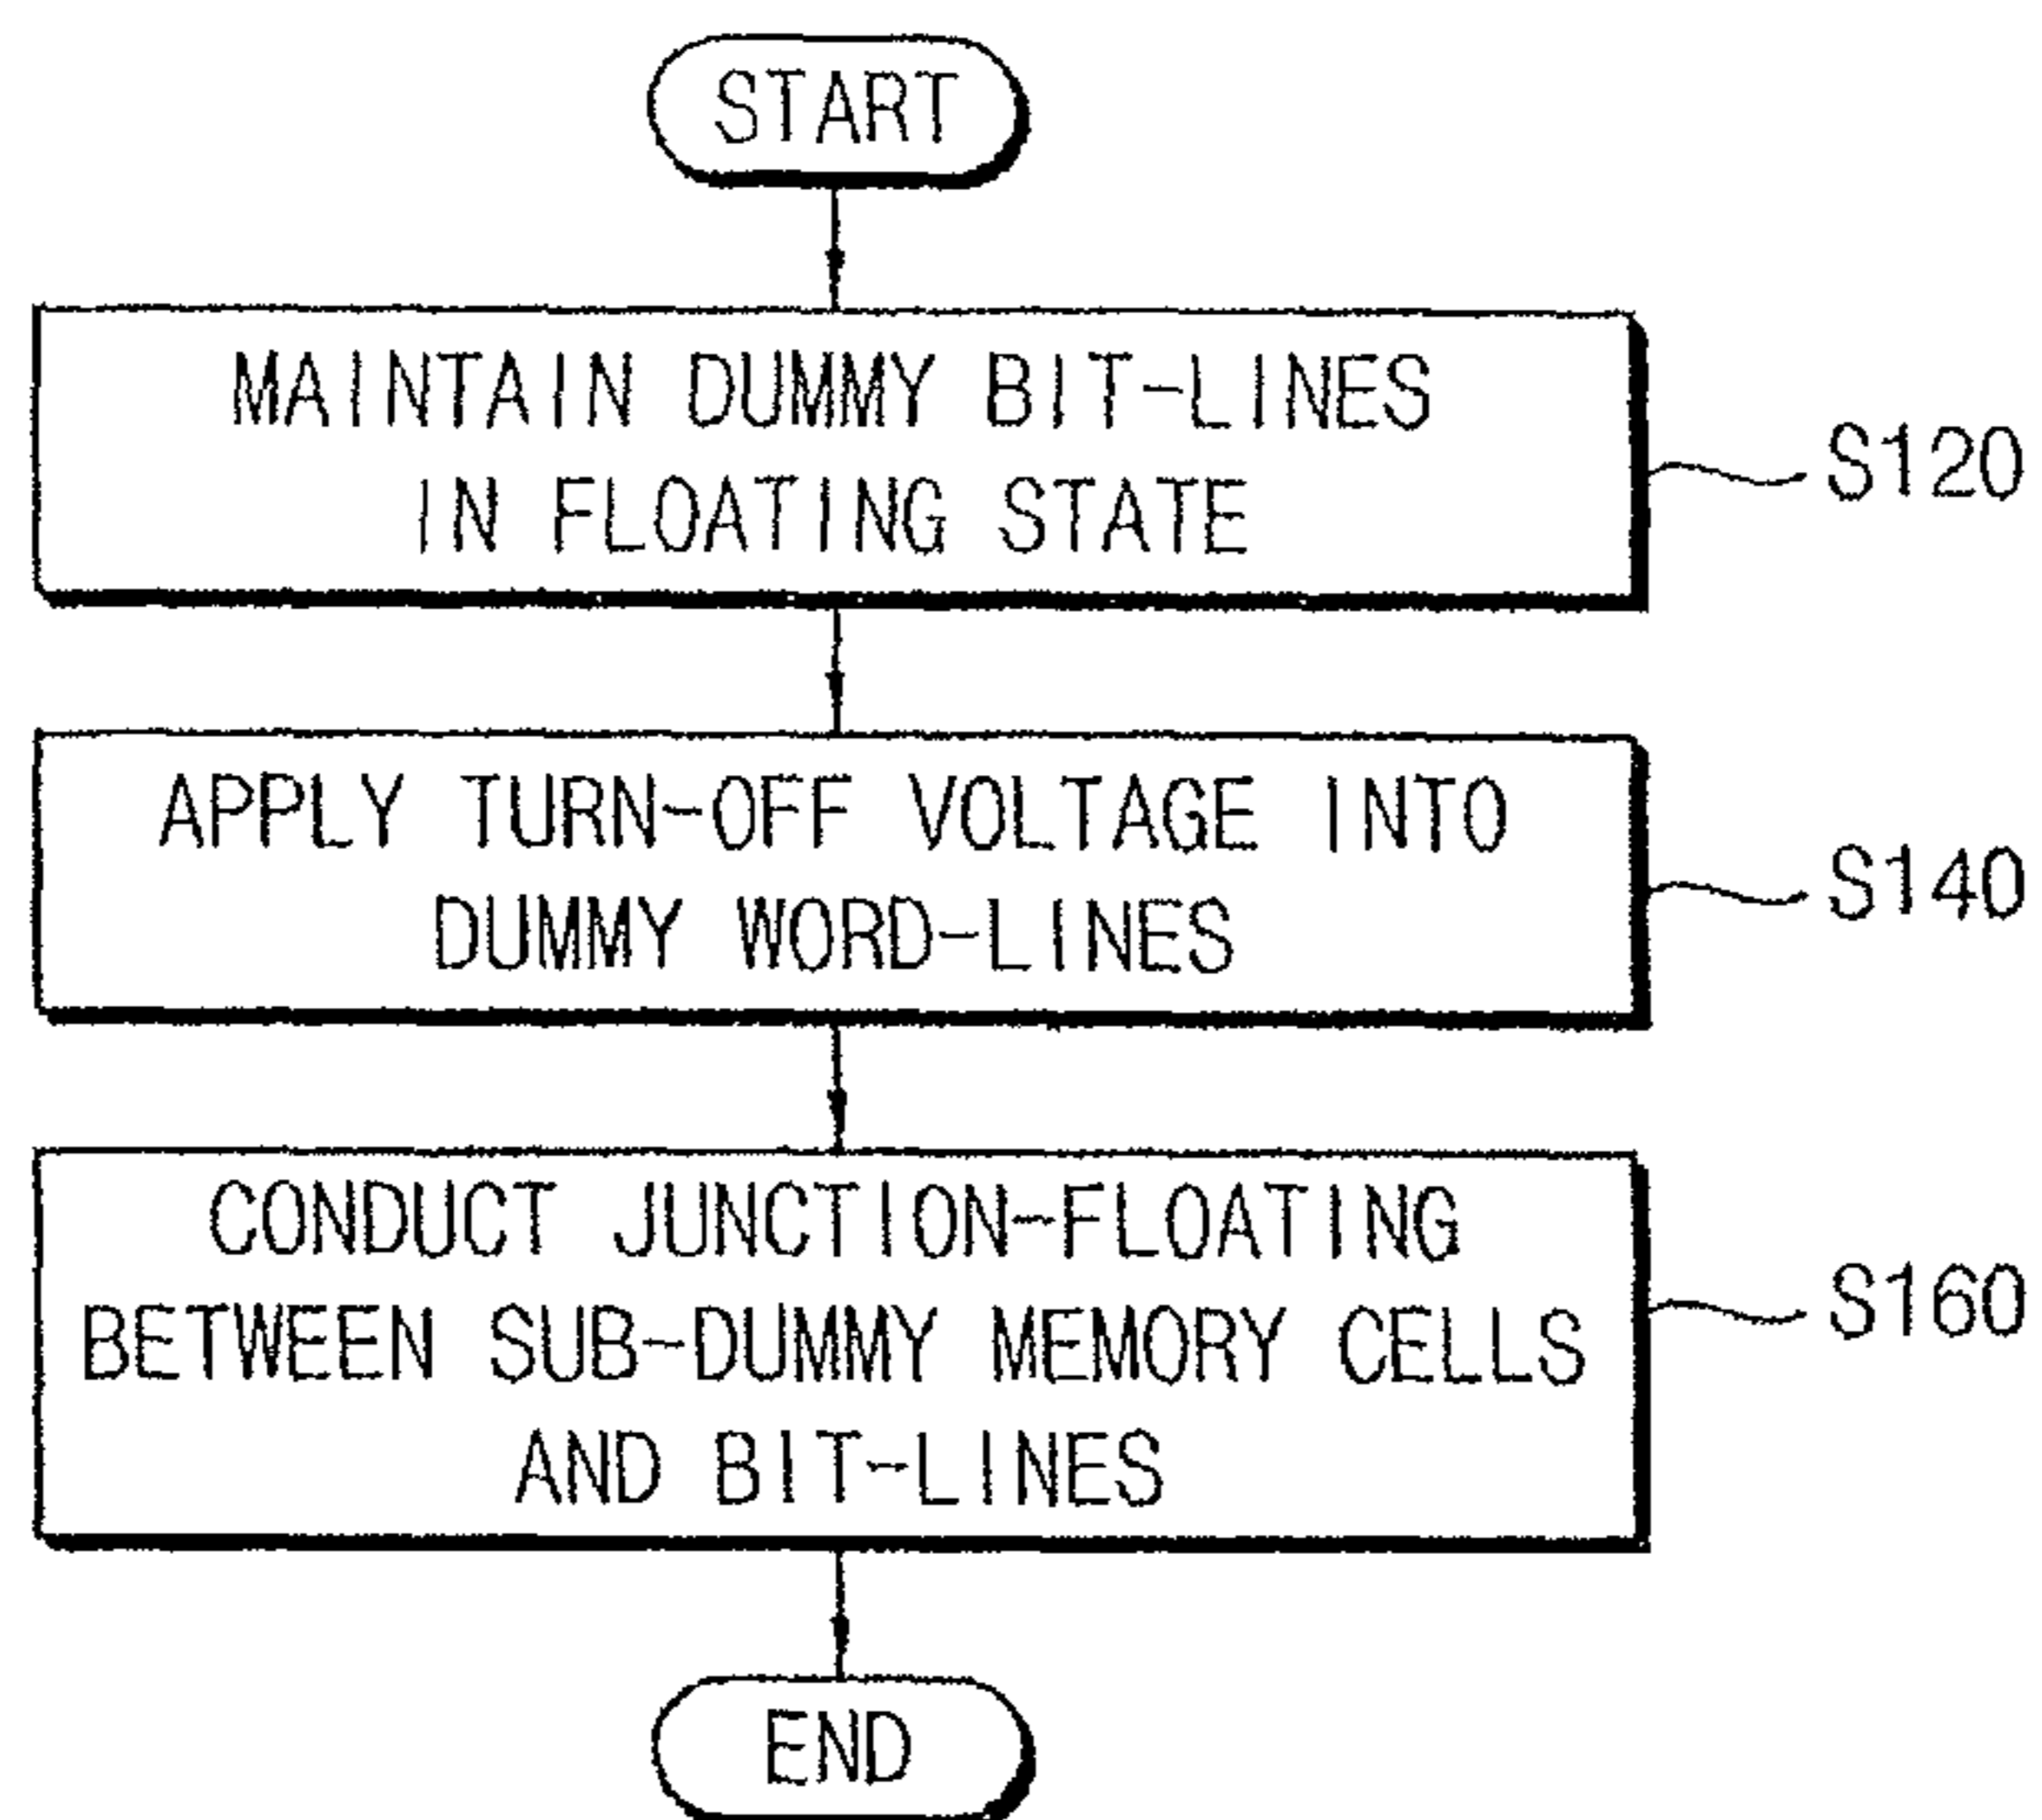 START
MAINTAIN DUMMY BIT-LINES
IN FLOATING STATE
S120
APPLY TURN-OFF VOLTAGE INTO
DUMMY WORD-LINES
S140
CONDUCT JUNCTION-FLOATING
BETWEEN SUB-DUMMY MEMORY CELLS
AND BIT-LINES
S160
END